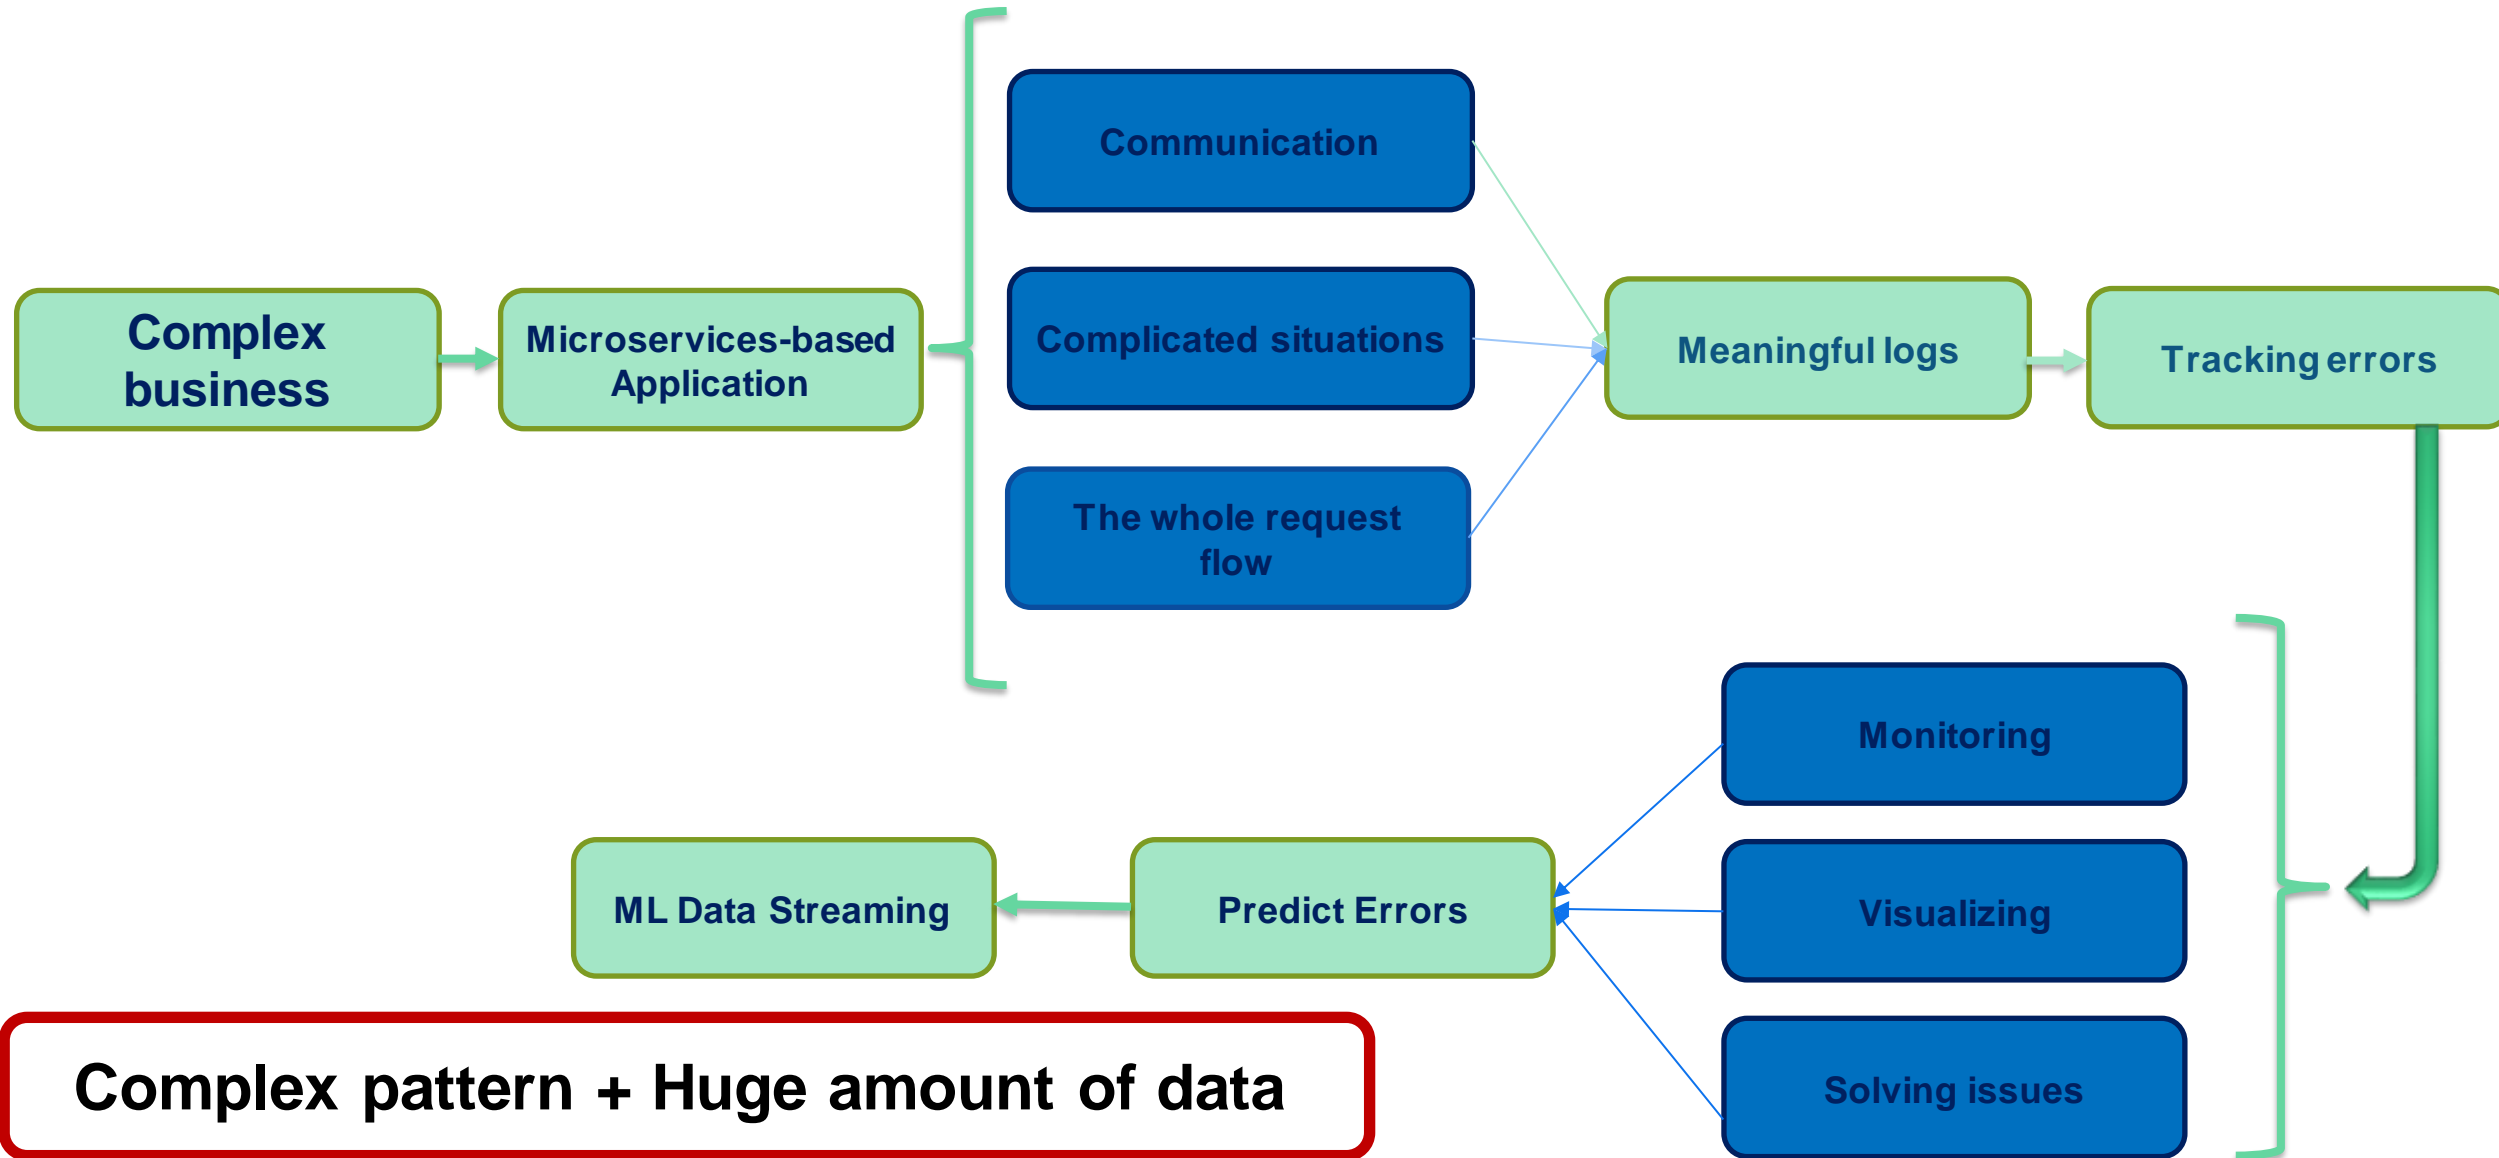 Communication
Complex
business
Microservices-based
Application
Complicated situations
Meaningful logs
Tracking errors
The whole request
flow
Monitoring
ML Data Streaming
Predict Errors
Visualizing
Solving issues
Complex pattern + Huge amount of data